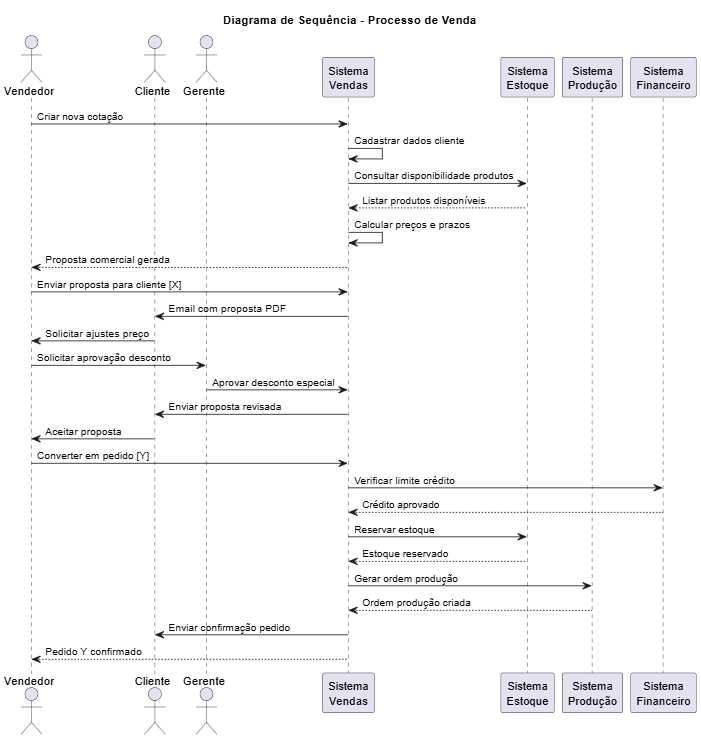 Diagrama de Sequência - Processo de Venda
Vendedor
Cliente
Gerente
Sistema
Vendas
Sistema
Estoque
Sistema
Produção
Sistema
Financeiro
Criar nova cotação
Cadastrar dados cliente
Consultar disponibilidade produtos
Listar produtos disponíveis
Calcular preços e prazos
Proposta comercial gerada
Enviar proposta para cliente [X]
Email com proposta PDF
Solicitar ajustes preço
Solicitar aprovação desconto
Aprovar desconto especial
Enviar proposta revisada
Aceitar proposta
Converter em pedido [Y]
Verificar limite crédito
Crédito aprovado
Reservar estoque
Estoque reservado
Gerar ordem produção
Ordem produção criada
Enviar confirmação pedido
Pedido Y confirmado
Vendedor
Cliente
Gerente
Sistema
Vendas
Sistema
Estoque
Sistema
Produção
Sistema
Financeiro